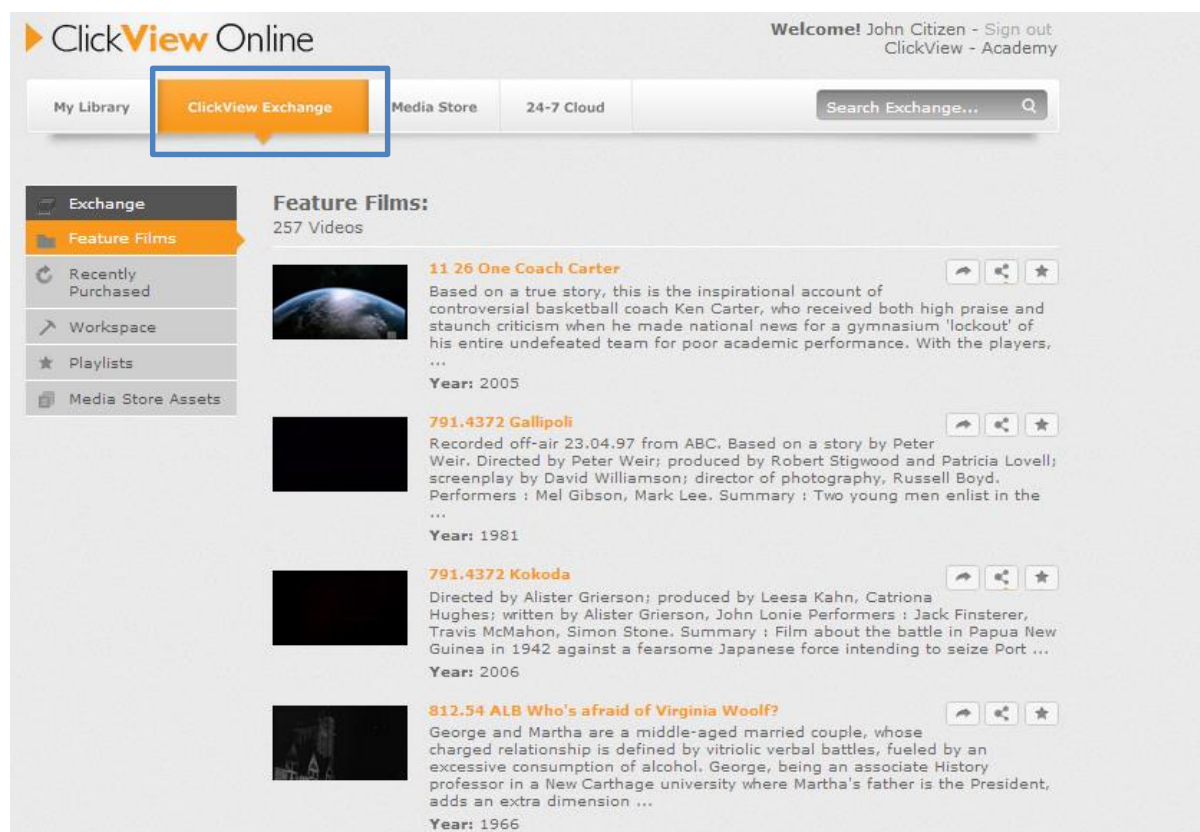 ClickView Online
Welcome! John Citizen - Sign out
ClickView - Academy
My Library
ClickView Exchange
Media Store
24-7 Cloud
Search Exchange...
Exchange
Feature Films
Recently
Purchased
Workspace
Playlists
Media Store Assets
Feature Films:
257 Videos
11 26 One Coach Carter
Based on a true story, this is the inspirational account of
controversial basketball coach Ken Carter, who received both high praise and
staunch criticism when he made national news for a gymnasium 'lockout' of
his entire undefeated team for poor academic performance. With the players,
...
Year: 2005
791.4372 Gallipoli
Recorded off-air 23.04.97 from ABC. Based on a story by Peter
Weir. Directed by Peter Weir; produced by Robert Stigwood and Patricia Lovell;
screenplay by David Williamson; director of photography, Russell Boyd.
Performers : Mel Gibson, Mark Lee. Summary : Two young men enlist in the
...
Year: 1981
791.4372 Kokoda
Directed by Alister Grierson; produced by Leesa Kahn, Catriona
Hughes; written by Alister Grierson, John Lonie Performers : Jack Finsterer,
Travis McMahon, Simon Stone. Summary : Film about the battle in Papua New
Guinea in 1942 against a fearsome Japanese force intending to seize Port ...
Year: 2006
812.54 ALB Who's afraid of Virginia Woolf?
George and Martha are a middle-aged married couple, whose
charged relationship is defined by vitriolic verbal battles, fueled by an
excessive consumption of alcohol. George, being an associate History
professor in a New Carthage university where Martha's father is the President,
adds an extra dimension ...
Year: 1966